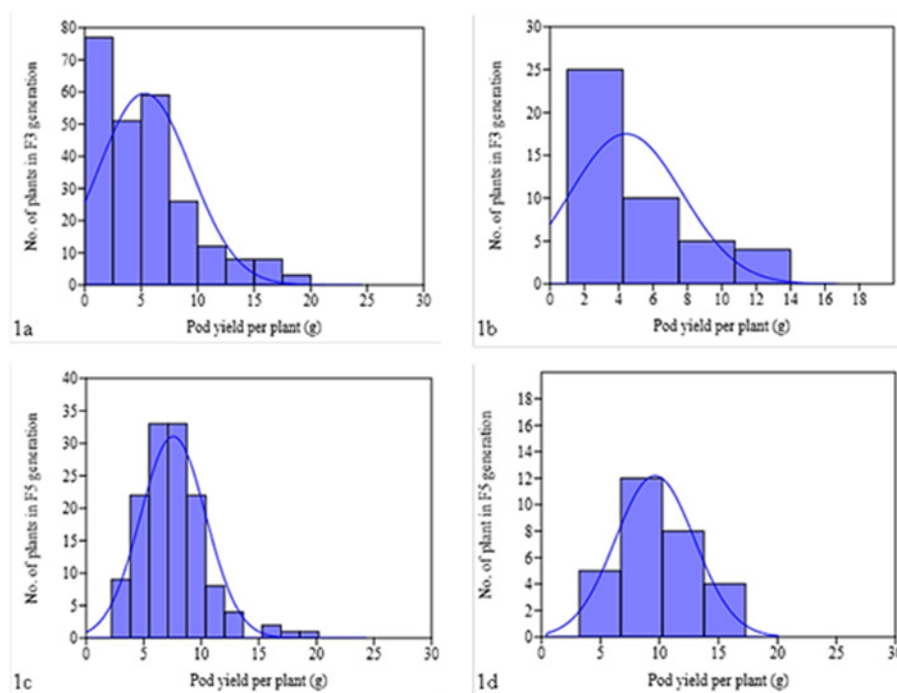 80
70
60
50
40
30
20
10
0
No. of plants in F3 generation
0 5 10 15 20 25 30
Pod yield per plant (g)
1a
30
25
20
15
10
5
0
No. of plants in F3 generation
0 2 4 6 8 10 12 14 16 18
Pod yield per plant (g)
1b
40
35
30
25
20
15
10
5
0
No. of plants in F5 generation
0 5 10 15 20 25 30
Pod yield per plant (g)
1c
18
16
14
12
10
8
6
4
2
0
No. of plant in F5 generation
0 5 10 15 20 25 30
Pod yield per plant (g)
1d